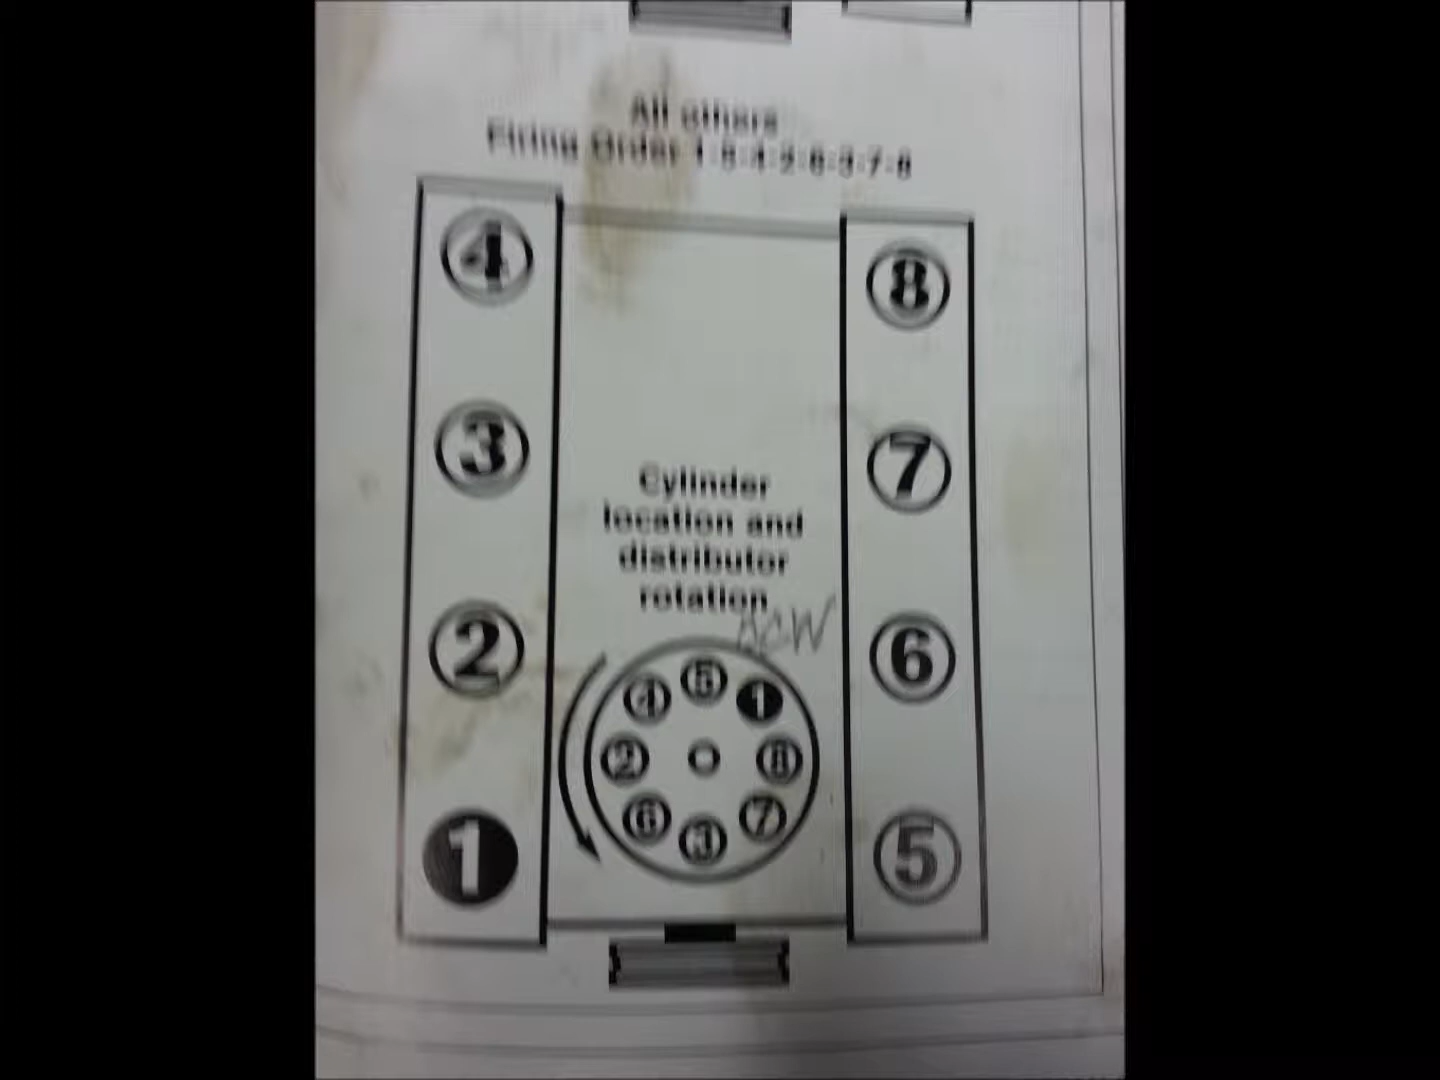 All others
Firing Order 1-5-4-2-6-3-7-8
4 8
3 7
Cylinder
location and
distributor
rotation
CCW
2 6
5
4 1
2 8
6 7
3
1 5